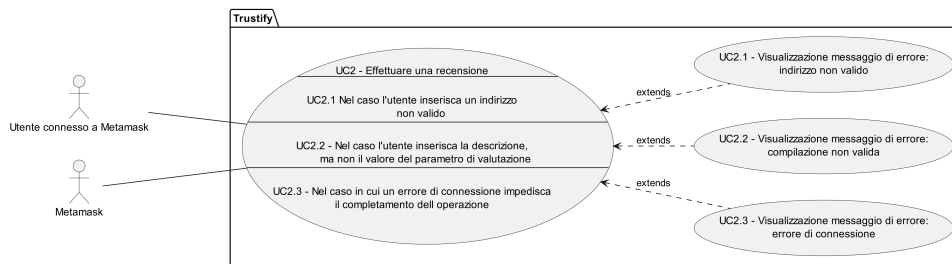 Trustify
UC2 - Effettuare una recensione
UC2.1 Nel caso l'utente inserisca un indirizzo
non valido
UC2.2 - Nel caso l'utente inserisca la descrizione,
ma non il valore del parametro di valutazione
UC2.3 - Nel caso in cui un errore di connessione impedisca
il completamento dell operazione
Utente connesso a Metamask
Metamask
extends
extends
extends
UC2.1 - Visualizzazione messaggio di errore:
indirizzo non valido
UC2.2 - Visualizzazione messaggio di errore:
compilazione non valida
UC2.3 - Visualizzazione messaggio di errore:
errore di connessione